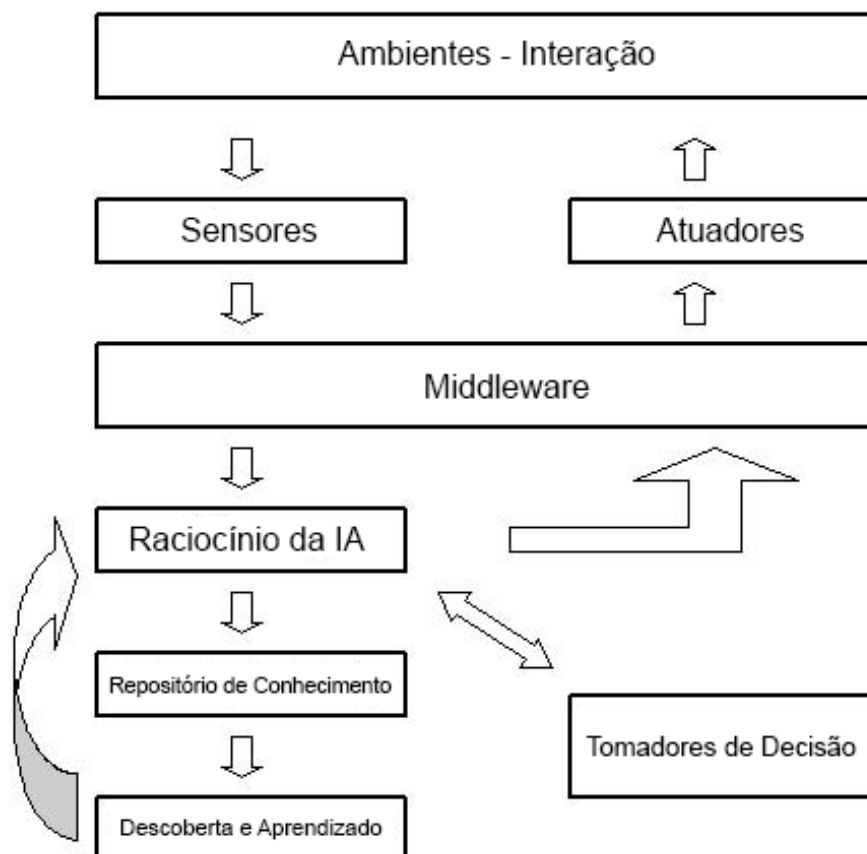 Ambientes - Interação
Sensores
Atuadores
Middleware
Raciocínio da IA
Repositório de Conhecimento
Tomadores de Decisão
Descoberta e Aprendizado